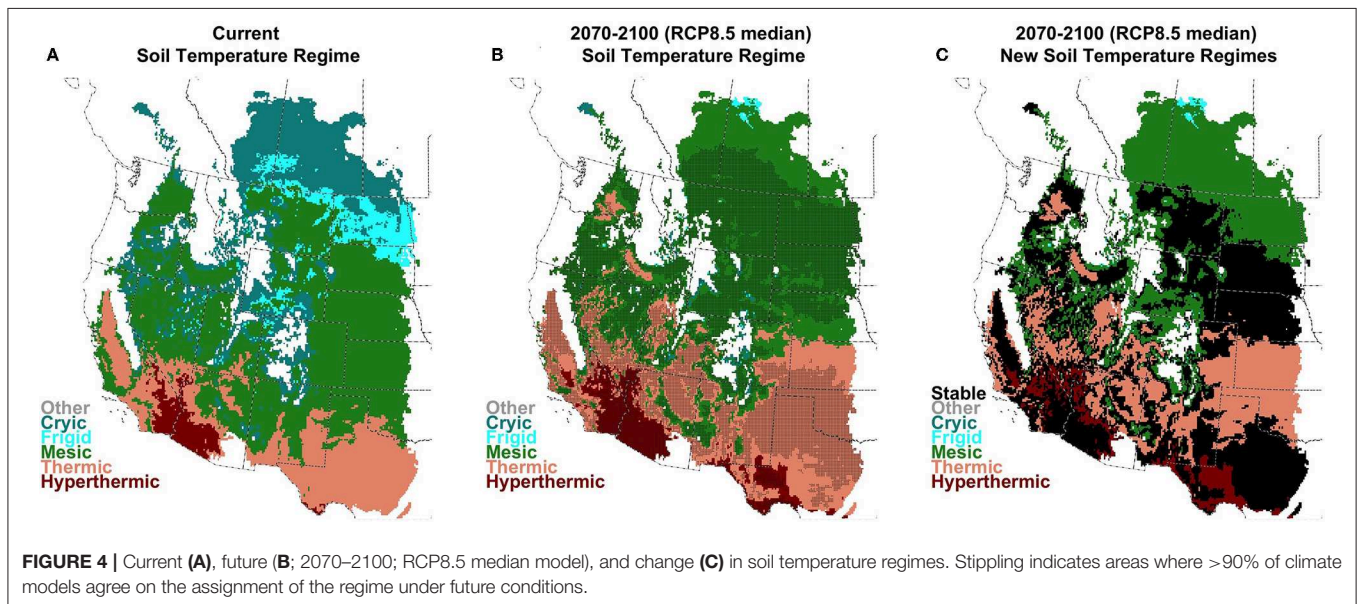 A
Current
Soil Temperature Regime
Other
Cryic
Frigid
Mesic
Thermic
Hyperthermic
B
2070-2100 (RCP8.5 median)
Soil Temperature Regime
Other
Cryic
Frigid
Mesic
Thermic
Hyperthermic
C
2070-2100 (RCP8.5 median)
New Soil Temperature Regimes
Stable
Other
Cryic
Frigid
Mesic
Thermic
Hyperthermic
FIGURE 4 | Current (A), future (B; 2070–2100; RCP8.5 median model), and change (C) in soil temperature regimes. Stippling indicates areas where >90% of climate
models agree on the assignment of the regime under future conditions.